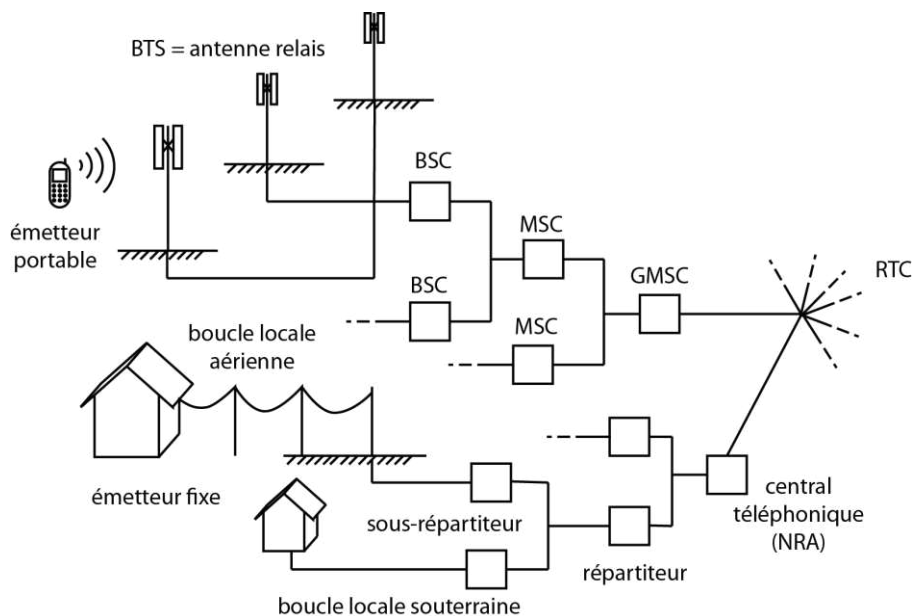 BTS = antenne relais
émetteur
portable
BSC
MSC
GMSC
RTC
BSC
MSC
boucle locale
aérienne
émetteur fixe
sous-répartiteur
répartiteur
central
téléphonique
(NRA)
boucle locale souterraine